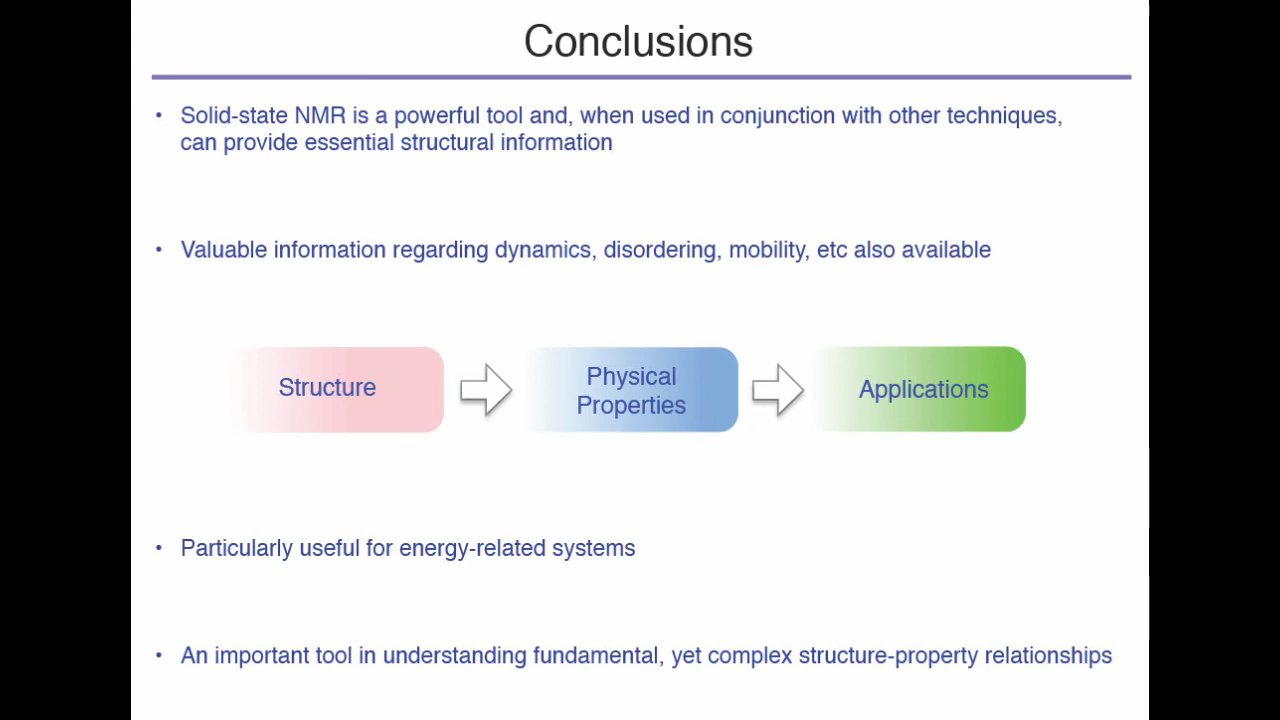 Conclusions
• Solid-state NMR is a powerful tool and, when used in conjunction with other techniques,
can provide essential structural information
• Valuable information regarding dynamics, disordering, mobility, etc also available
Structure
Physical
Properties
Applications
• Particularly useful for energy-related systems
• An important tool in understanding fundamental, yet complex structure-property relationships